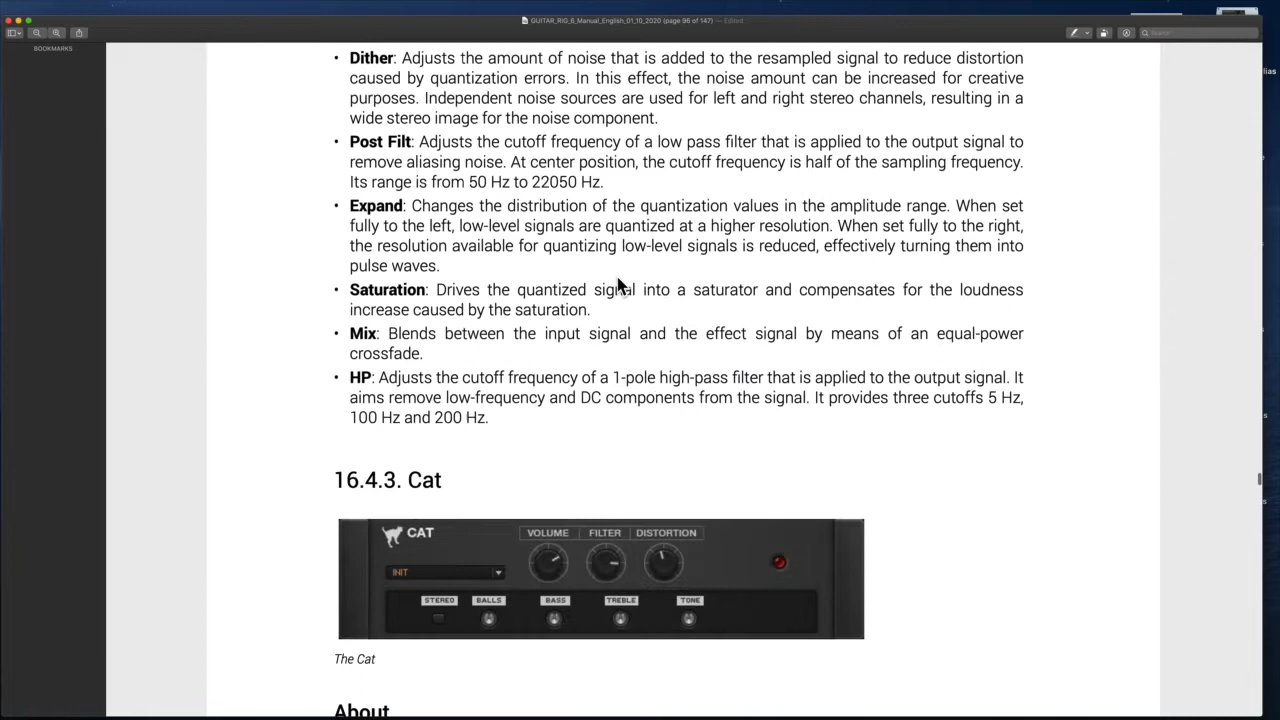 GUITAR_RIG_6_Manual_English_01_10_2020 (page 96 of 147) — Edited
Search
BOOKMARKS
• Dither: Adjusts the amount of noise that is added to the resampled signal to reduce distortion
caused by quantization errors. In this effect, the noise amount can be increased for creative
purposes. Independent noise sources are used for left and right stereo channels, resulting in a
wide stereo image for the noise component.
• Post Filt: Adjusts the cutoff frequency of a low pass filter that is applied to the output signal to
remove aliasing noise. At center position, the cutoff frequency is half of the sampling frequency.
Its range is from 50 Hz to 22050 Hz.
• Expand: Changes the distribution of the quantization values in the amplitude range. When set
fully to the left, low-level signals are quantized at a higher resolution. When set fully to the right,
the resolution available for quantizing low-level signals is reduced, effectively turning them into
pulse waves.
• Saturation: Drives the quantized signal into a saturator and compensates for the loudness
increase caused by the saturation.
• Mix: Blends between the input signal and the effect signal by means of an equal-power
crossfade.
• HP: Adjusts the cutoff frequency of a 1-pole high-pass filter that is applied to the output signal. It
aims remove low-frequency and DC components from the signal. It provides three cutoffs 5 Hz,
100 Hz and 200 Hz.
16.4.3. Cat
CAT
VOLUME FILTER DISTORTION
INIT
STEREO BALLS BASS TREBLE TONE
The Cat
About